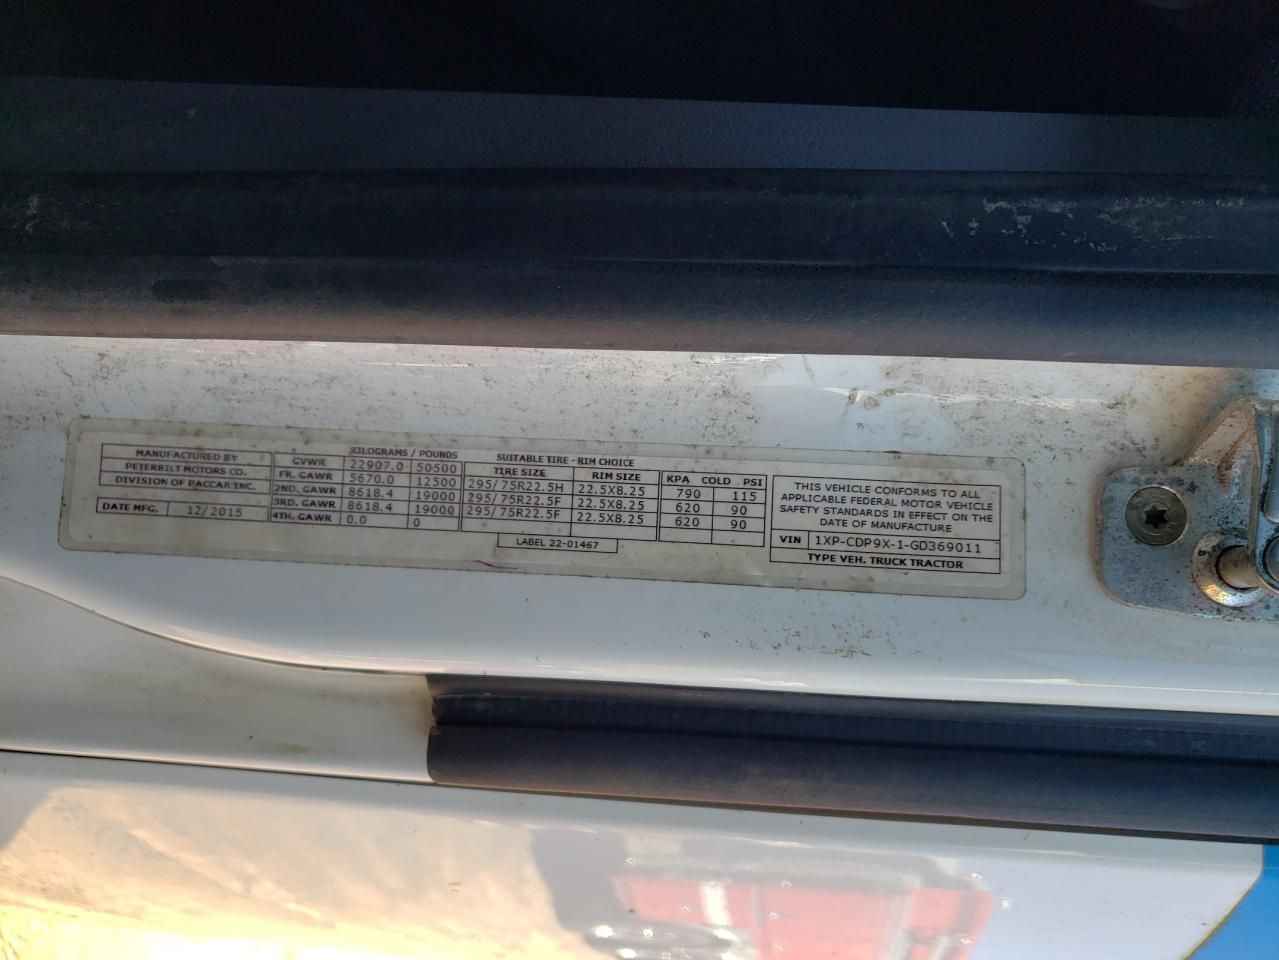 MANUFACTURED BY
PETERBILT MOTORS CO.
DIVISION OF PACCAR INC.
DATE MFG. 12/2015
KILOGRAMS / POUNDS
GVWR 22907.0 50500
FR. GAWR 5670.0 12500
2ND. GAWR 8618.4 19000
3RD. GAWR 8618.4 19000
4TH. GAWR 0.0 0
SUITABLE TIRE - RIM CHOICE
TIRE SIZE RIM SIZE KPA COLD PSI
295/75R22.5H 22.5X8.25 790 115
295/75R22.5F 22.5X8.25 620 90
295/75R22.5F 22.5X8.25 620 90
LABEL 22-01467
THIS VEHICLE CONFORMS TO ALL
APPLICABLE FEDERAL MOTOR VEHICLE
SAFETY STANDARDS IN EFFECT ON THE
DATE OF MANUFACTURE
VIN 1XP-CDP9X-1-GD369011
TYPE VEH. TRUCK TRACTOR